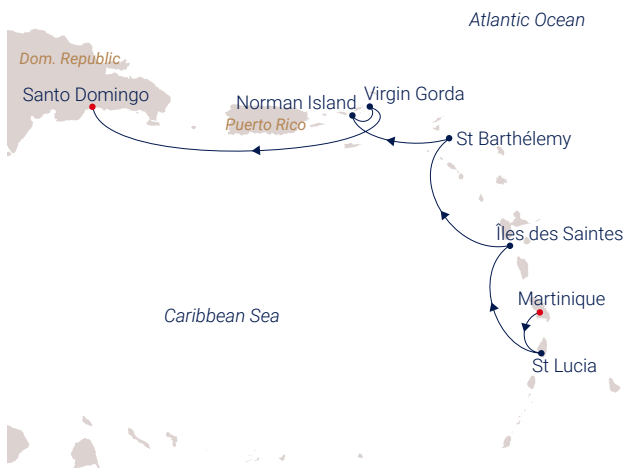 Atlantic Ocean
Dom. Republic
Santo Domingo
Norman Island
Virgin Gorda
Puerto Rico
St Barthélemy
Îles des Saintes
Martinique
Caribbean Sea
St Lucia